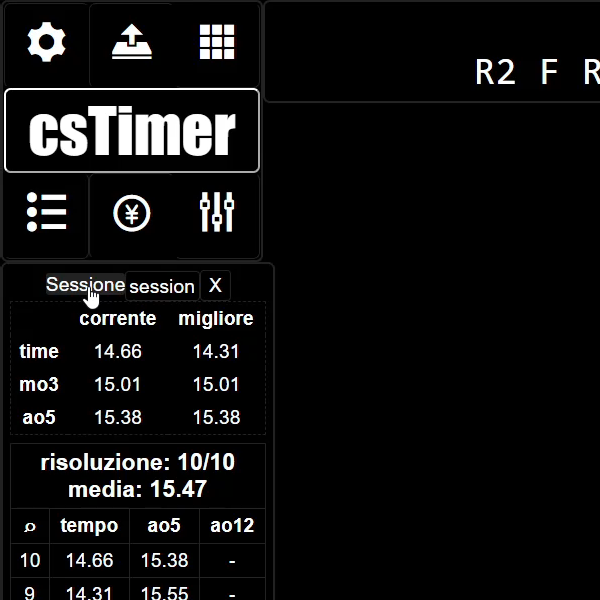 R2 F R
csTimer
¥
Sessione session X
corrente migliore
time 14.66 14.31
mo3 15.01 15.01
ao5 15.38 15.38
risoluzione: 10/10
media: 15.47
tempo ao5 ao12
10 14.66 15.38 -
9 14.31 15.55 -